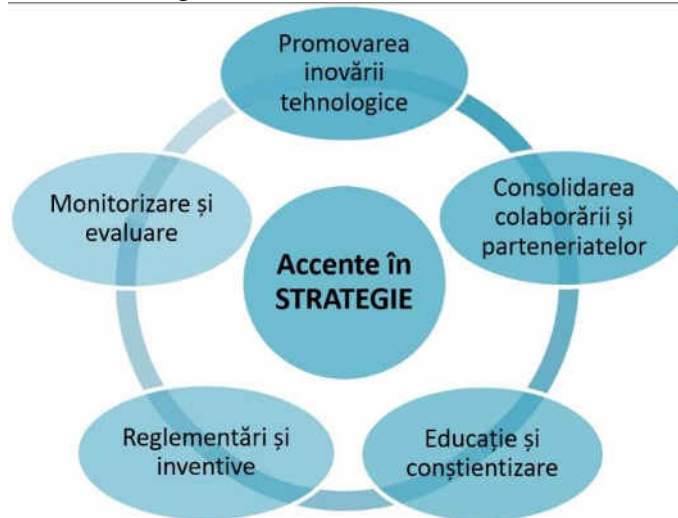 Promovarea
inovării
tehnologice
Consolidarea
colaborării și
parteneriatelor
Educație și
conștientizare
Reglementări și
inventive
Monitorizare și
evaluare
Accente în
STRATEGIE